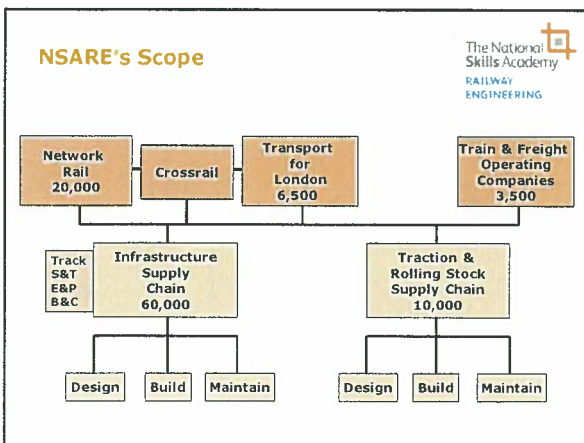 NSARE's Scope
The National
Skills Academy
RAILWAY
ENGINEERING
Network
Rail
20,000
Crossrail
Transport
for
London
6,500
Train & Freight
Operating
Companies
3,500
Track
S&T
E&P
B&C
Infrastructure
Supply
Chain
60,000
Traction &
Rolling Stock
Supply Chain
10,000
Design
Build
Maintain
Design
Build
Maintain